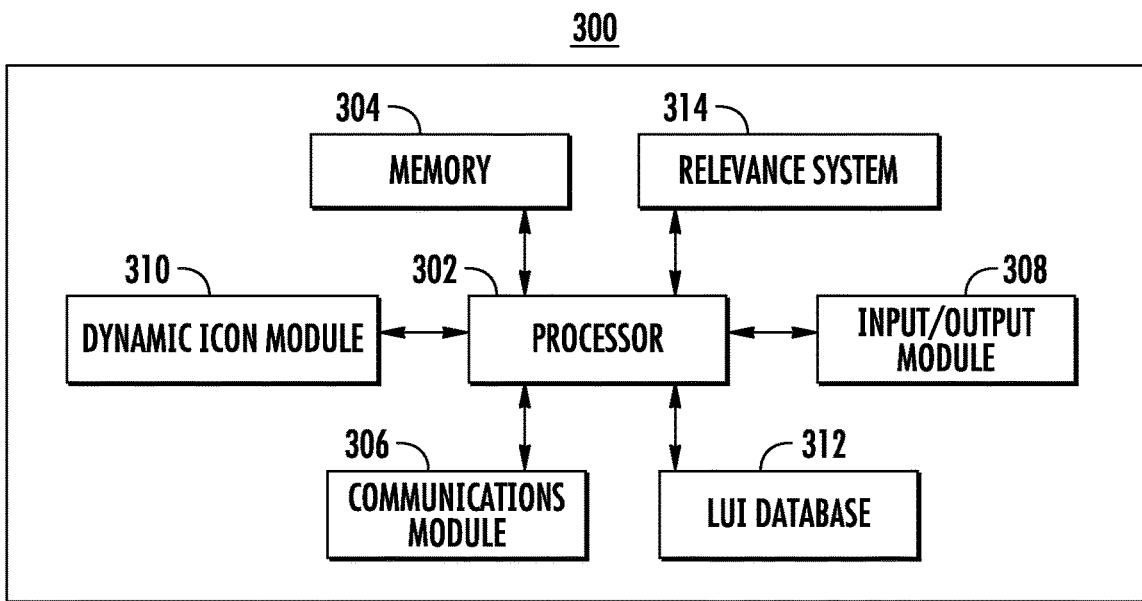 300
304
MEMORY
314
RELEVANCE SYSTEM
310
DYNAMIC ICON MODULE
302
PROCESSOR
308
INPUT/OUTPUT
MODULE
306
COMMUNICATIONS
MODULE
312
LUI DATABASE